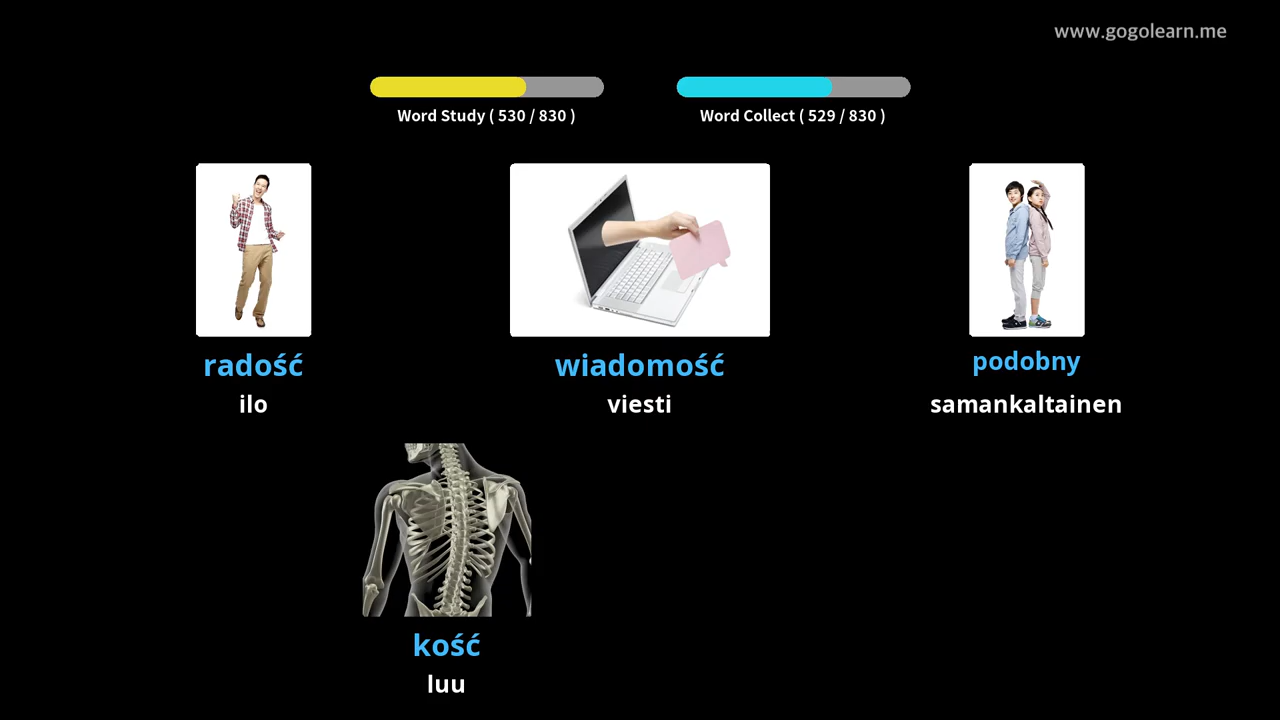 www.gogolearn.me
Word Study ( 530 / 830 )
Word Collect ( 529 / 830 )
radość
ilo
wiadomość
viesti
podobny
samankaltainen
kość
luu